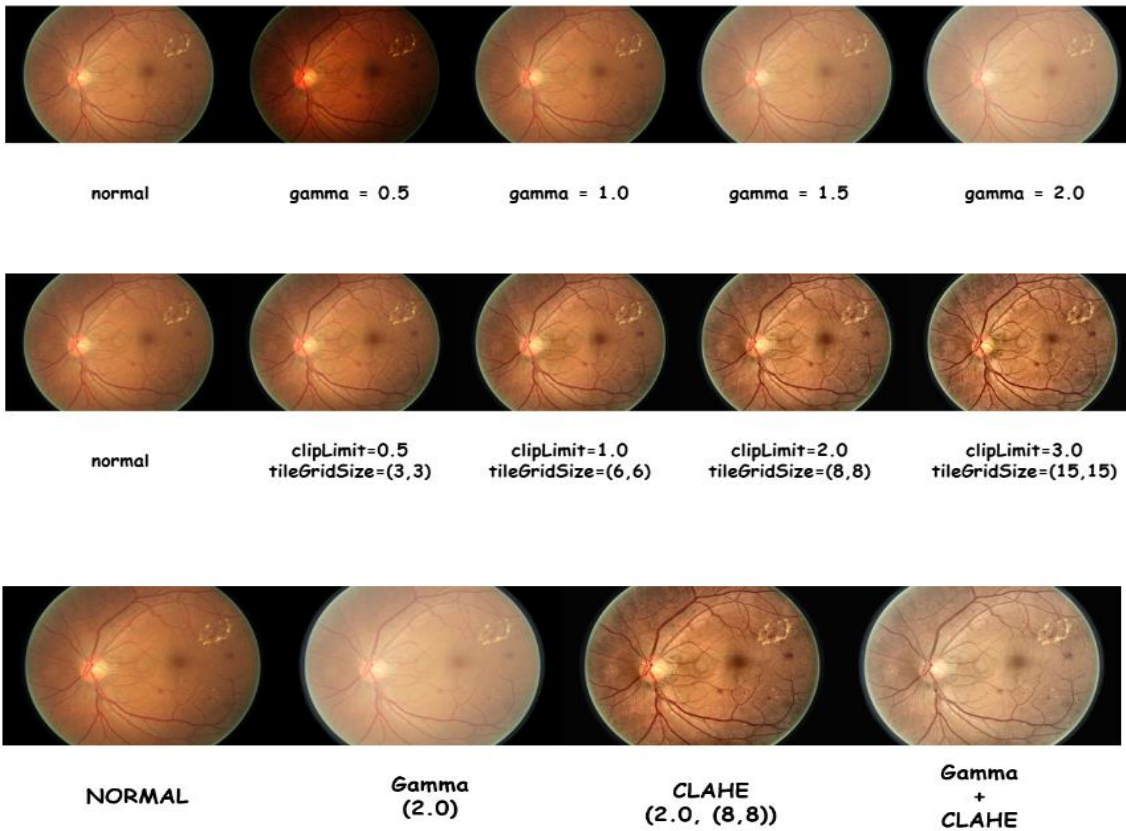 normal
gamma = 0.5
gamma = 1.0
gamma = 1.5
gamma = 2.0
normal
clipLimit=0.5
tileGridSize=(3,3)
clipLimit=1.0
tileGridSize=(6,6)
clipLimit=2.0
tileGridSize=(8,8)
clipLimit=3.0
tileGridSize=(15,15)
NORMAL
Gamma
(2.0)
CLAHE
(2.0, (8,8))
Gamma
+
CLAHE